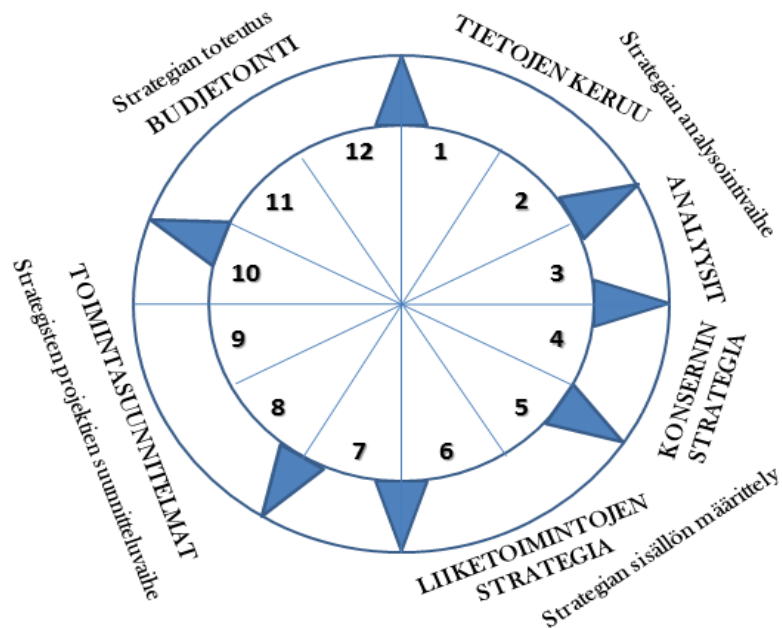 Strategian toteutus
BUDJETOINTI
TIETOJEN KERUU
Strategian analysointivaihe
ANALYYSIT
KONSERNIN
STRATEGIA
LIIKETOIMINTOJEN
STRATEGIA
Strategian sisällön määrittely
TOIMINTASUUNNITELMAT
Strategisten projektien suunnitteluvaihe
12
1
2
3
4
5
6
7
8
9
10
11